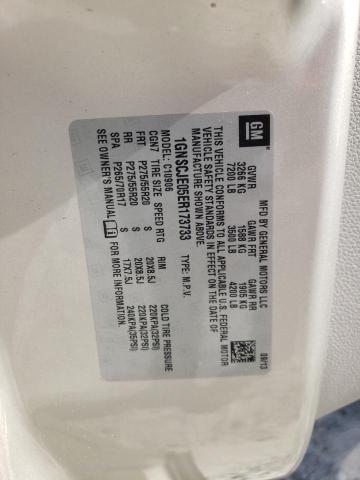 GM
MFD BY GENERAL MOTORS LLC
09/13
GVWR GAWR FRT GAWR RR
3265 KG 1588 KG 1905 KG
7200 LB 3500 LB 4200 LB
THIS VEHICLE CONFORMS TO ALL APPLICABLE U.S. FEDERAL MOTOR
VEHICLE SAFETY STANDARDS IN EFFECT ON THE DATE OF
MANUFACTURE SHOWN ABOVE.
1GNSCJE05ER173733 TYPE: M.P.V.
MODEL: C10906
CGN7 TIRE SIZE SPEED RTG RIM COLD TIRE PRESSURE
FRT P275/55R20 S 20X8.5J 220KPA(32PSI)
RR P275/55R20 S 20X8.5J 220KPA(32PSI)
SPA P265/70R17 S 17X7.5J 240KPA(35PSI)
SEE OWNER'S MANUAL FOR MORE INFORMATION.